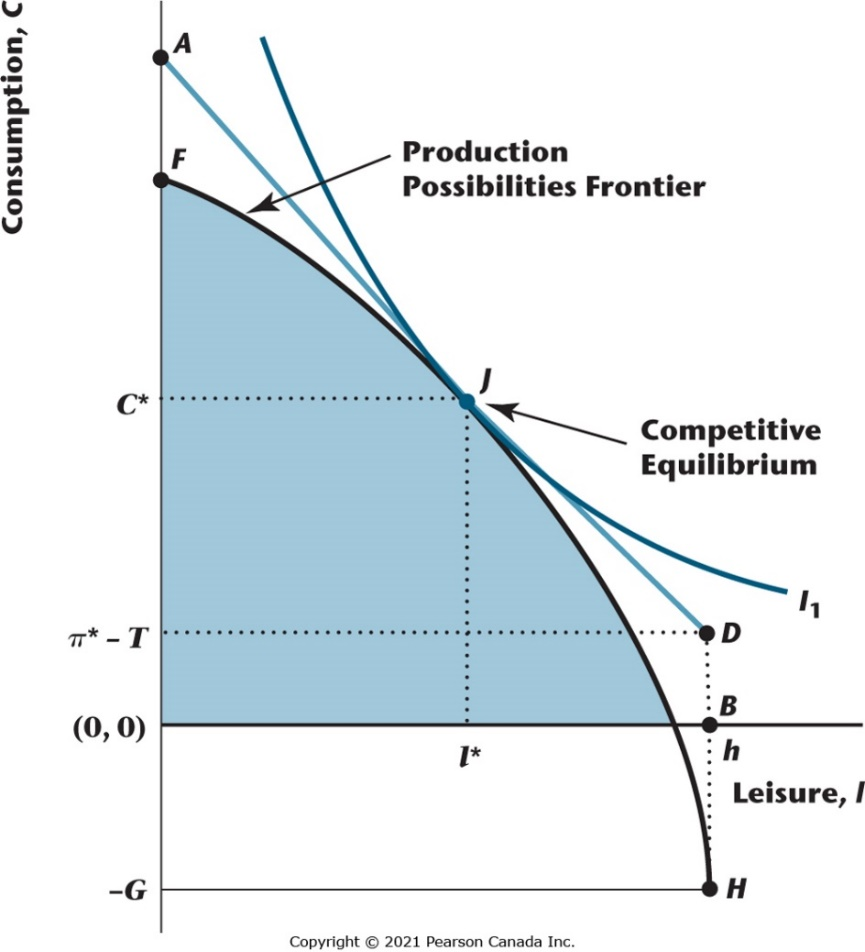 Consumption, C
A
F
Production
Possibilities Frontier
J
C*
Competitive
Equilibrium
I₁
π* – T
D
B
(0, 0)
h
l*
Leisure, l
–G
H
Copyright © 2021 Pearson Canada Inc.